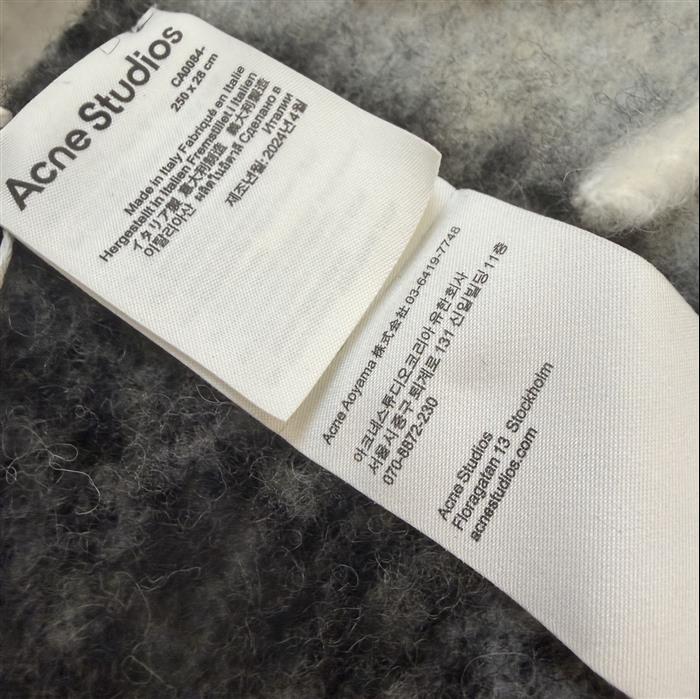 Acne Studios
CA0084-
250 x 28 cm
Made in Italy Fabriqué en Italie
Hergestellt in Italien Fremstillet i Italien
イタリア製 意大利制造 義大利製造
이탈리아산 ผลิตในอิตาลี Сделано в
Италии
제조년월: 2024년 4월
Acne Aoyama 株式会社 03-6419-7748
아크네스튜디오코리아 유한회사
서울시중구 퇴계로 131 신일빌딩 11층
070-8872-230
Acne Studios
Floragatan 13 Stockholm
acnestudios.com